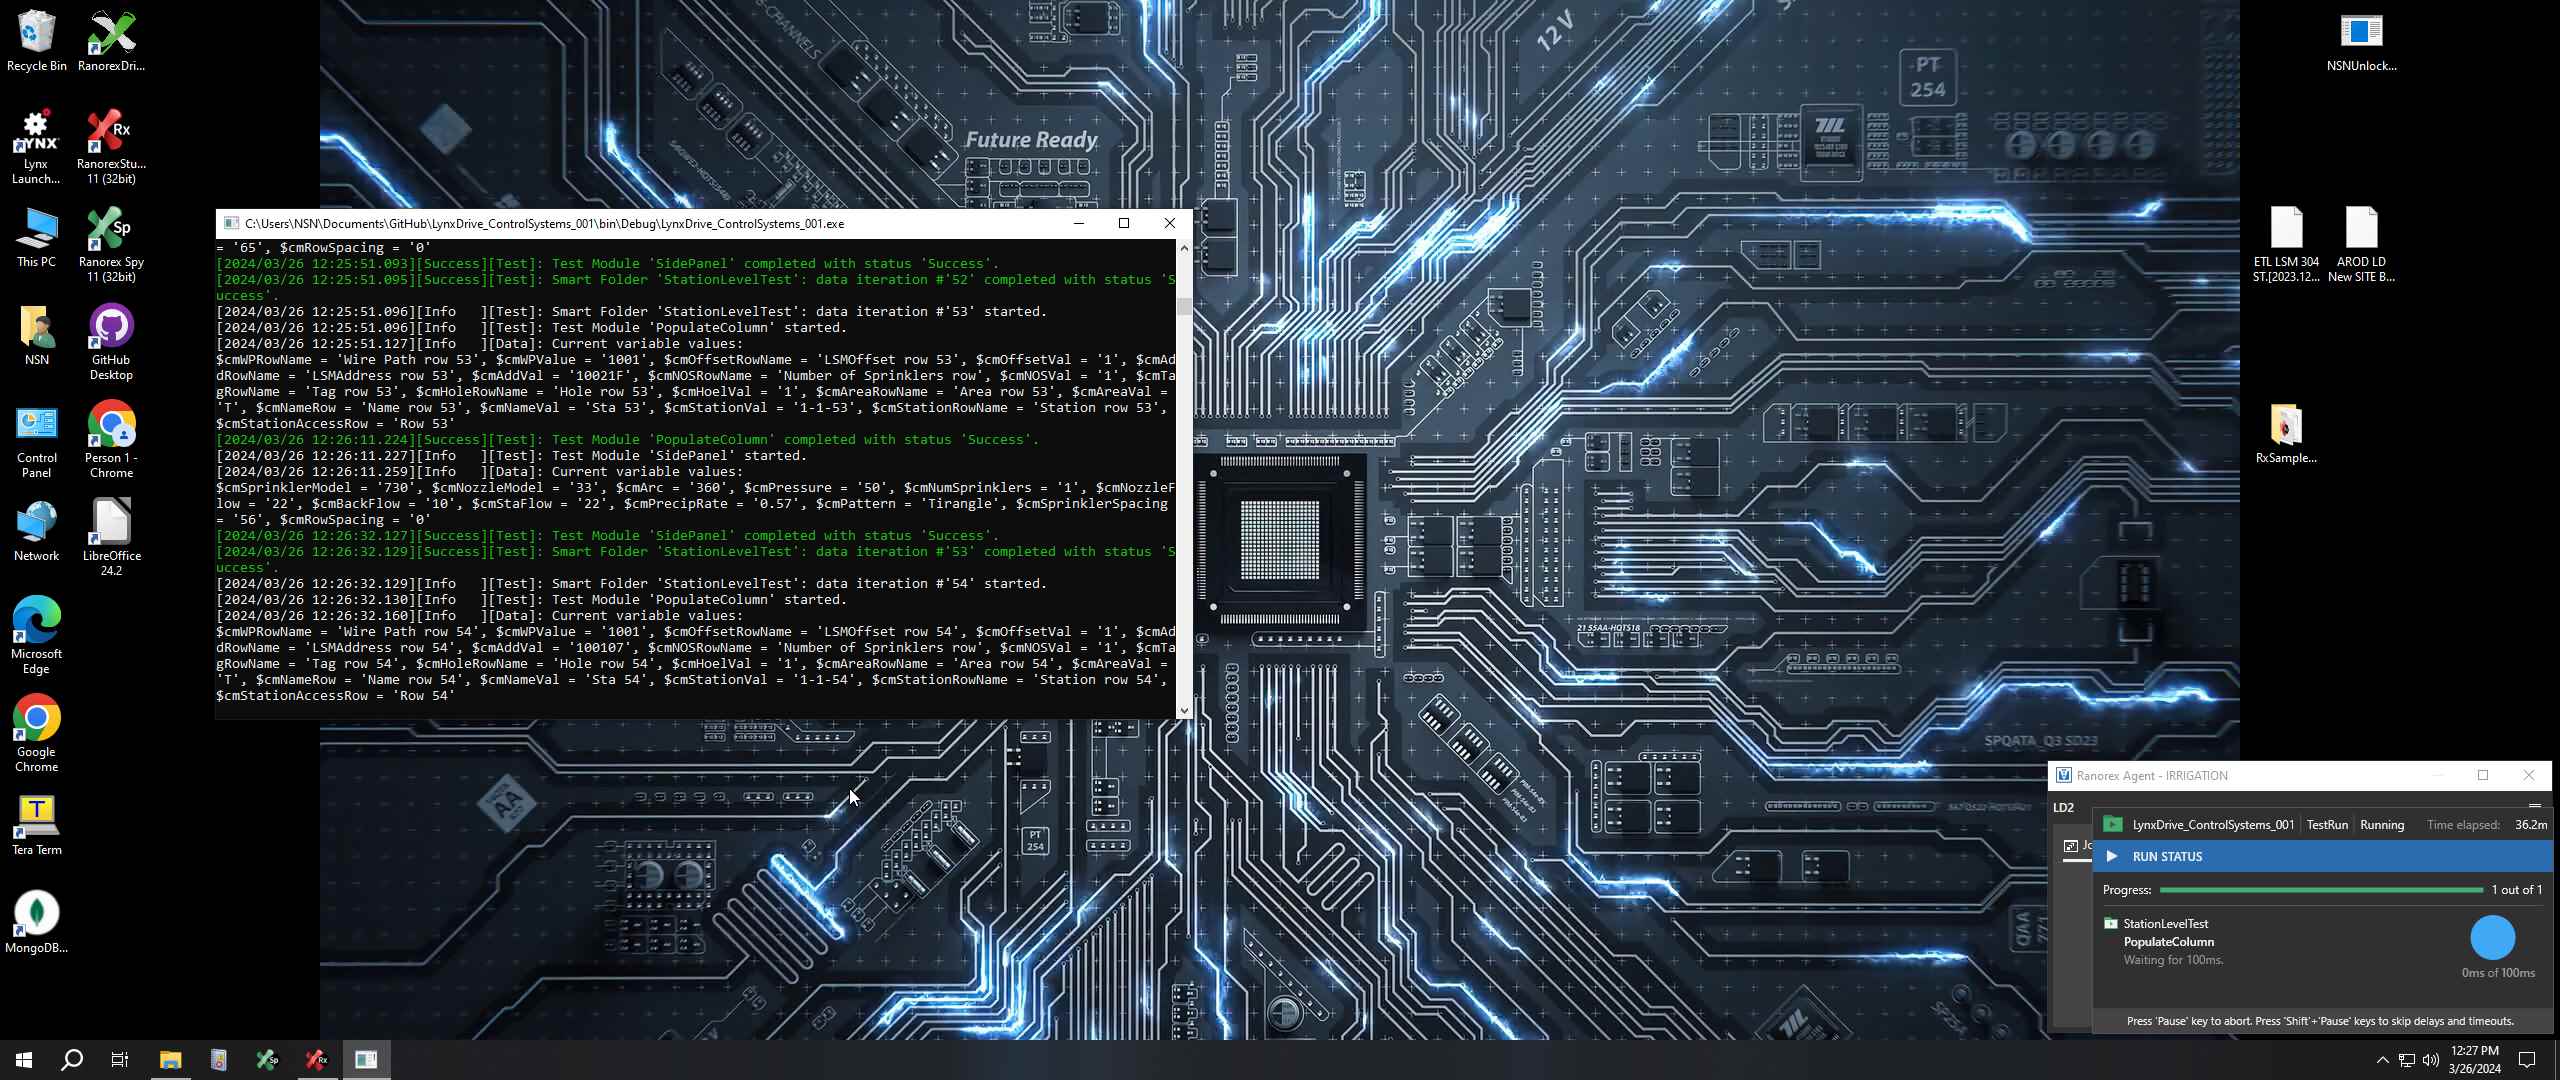 Recycle Bin
RanorexDri...
Lynx
Launch...
RanorexStu...
11 (32bit)
This PC
Ranorex Spy
11 (32bit)
NSN
GitHub
Desktop
Control
Panel
Person 1 -
Chrome
Network
LibreOffice
24.2
Microsoft
Edge
Google
Chrome
Tera Term
MongoDB...
NSNUnlock...
ETL LSM 304
ST.[2023.12...
AROD LD
New SITE B...
RxSample...
Future Ready
12 V
PT
254
C:\Users\NSN\Documents\GitHub\LynxDrive_ControlSystems_001\bin\Debug\LynxDrive_ControlSystems_001.exe
= '65', $cmRowSpacing = '0'
[2024/03/26 12:25:51.093][Success][Test]: Test Module 'SidePanel' completed with status 'Success'.
[2024/03/26 12:25:51.095][Success][Test]: Smart Folder 'StationLevelTest': data iteration #'52' completed with status 'S
uccess'.
[2024/03/26 12:25:51.096][Info   ][Test]: Smart Folder 'StationLevelTest': data iteration #'53' started.
[2024/03/26 12:25:51.096][Info   ][Test]: Test Module 'PopulateColumn' started.
[2024/03/26 12:25:51.127][Info   ][Data]: Current variable values:
$cmWPRowName = 'Wire Path row 53', $cmWPValue = '1001', $cmOffsetRowName = 'LSMOffset row 53', $cmOffsetVal = '1', $cmAd
dRowName = 'LSMAddress row 53', $cmAddVal = '10021F', $cmNOSRowName = 'Number of Sprinklers row', $cmNOSVal = '1', $cmTa
gRowName = 'Tag row 53', $cmHoleRowName = 'Hole row 53', $cmHoelVal = '1', $cmAreaRowName = 'Area row 53', $cmAreaVal =
'T', $cmNameRow = 'Name row 53', $cmNameVal = 'Sta 53', $cmStationVal = '1-1-53', $cmStationRowName = 'Station row 53',
$cmStationAccessRow = 'Row 53'
[2024/03/26 12:26:11.224][Success][Test]: Test Module 'PopulateColumn' completed with status 'Success'.
[2024/03/26 12:26:11.227][Info   ][Test]: Test Module 'SidePanel' started.
[2024/03/26 12:26:11.259][Info   ][Data]: Current variable values:
$cmSprinklerModel = '730', $cmNozzleModel = '33', $cmArc = '360', $cmPressure = '50', $cmNumSprinklers = '1', $cmNozzleF
low = '22', $cmBackFlow = '10', $cmStaFlow = '22', $cmPrecipRate = '0.57', $cmPattern = 'Tirangle', $cmSprinklerSpacing
= '56', $cmRowSpacing = '0'
[2024/03/26 12:26:32.127][Success][Test]: Test Module 'SidePanel' completed with status 'Success'.
[2024/03/26 12:26:32.129][Success][Test]: Smart Folder 'StationLevelTest': data iteration #'53' completed with status 'S
uccess'.
[2024/03/26 12:26:32.129][Info   ][Test]: Smart Folder 'StationLevelTest': data iteration #'54' started.
[2024/03/26 12:26:32.130][Info   ][Test]: Test Module 'PopulateColumn' started.
[2024/03/26 12:26:32.160][Info   ][Data]: Current variable values:
$cmWPRowName = 'Wire Path row 54', $cmWPValue = '1001', $cmOffsetRowName = 'LSMOffset row 54', $cmOffsetVal = '1', $cmAd
dRowName = 'LSMAddress row 54', $cmAddVal = '100107', $cmNOSRowName = 'Number of Sprinklers row', $cmNOSVal = '1', $cmTa
gRowName = 'Tag row 54', $cmHoleRowName = 'Hole row 54', $cmHoelVal = '1', $cmAreaRowName = 'Area row 54', $cmAreaVal =
'T', $cmNameRow = 'Name row 54', $cmNameVal = 'Sta 54', $cmStationVal = '1-1-54', $cmStationRowName = 'Station row 54',
$cmStationAccessRow = 'Row 54'
SPQATA_Q3 SD23
AA
PT
254
Ranorex Agent - IRRIGATION
LD2
Jo
LynxDrive_ControlSystems_001 TestRun Running Time elapsed: 36.2m
RUN STATUS
Progress: 1 out of 1
StationLevelTest
PopulateColumn
Waiting for 100ms.
0ms of 100ms
Press 'Pause' key to abort. Press 'Shift'+'Pause' keys to skip delays and timeouts.
12:27 PM
3/26/2024